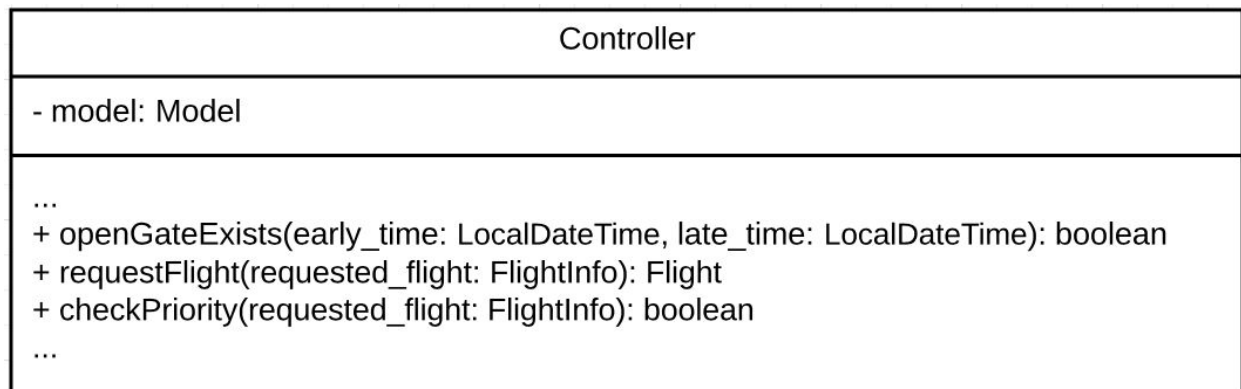 Controller
- model: Model
...
+ openGateExists(early_time: LocalDateTime, late_time: LocalDateTime): boolean
+ requestFlight(requested_flight: FlightInfo): Flight
+ checkPriority(requested_flight: FlightInfo): boolean
...